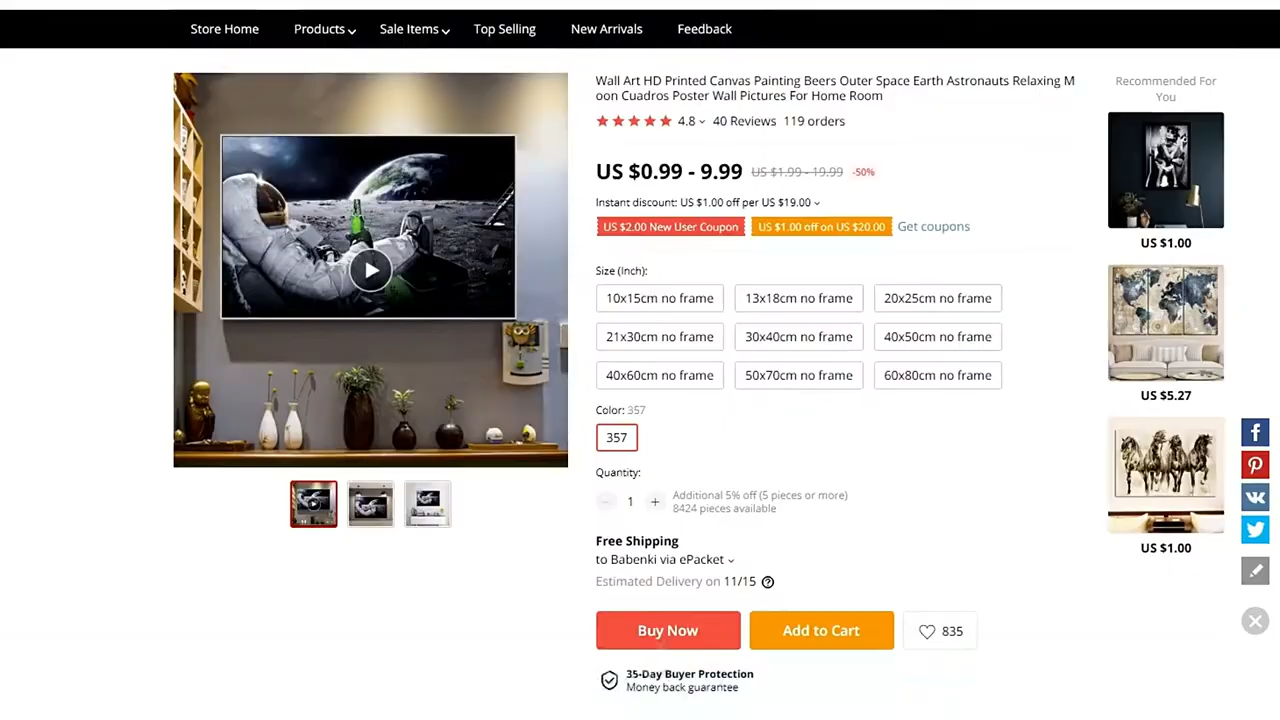 Store Home Products Sale Items Top Selling New Arrivals Feedback
Wall Art HD Printed Canvas Painting Beers Outer Space Earth Astronauts Relaxing M
oon Cuadros Poster Wall Pictures For Home Room
4.8 40 Reviews 119 orders
US $0.99 - 9.99 US $1.99 - 19.99 -50%
Instant discount: US $1.00 off per US $19.00
US $2.00 New User Coupon US $1.00 off on US $20.00 Get coupons
Size (Inch):
10x15cm no frame 13x18cm no frame 20x25cm no frame
21x30cm no frame 30x40cm no frame 40x50cm no frame
40x60cm no frame 50x70cm no frame 60x80cm no frame
Color: 357
357
Quantity:
1 Additional 5% off (5 pieces or more)
8424 pieces available
Free Shipping
to Babenki via ePacket
Estimated Delivery on 11/15
Buy Now Add to Cart 835
35-Day Buyer Protection
Money back guarantee
Recommended For
You
US $1.00
US $5.27
US $1.00